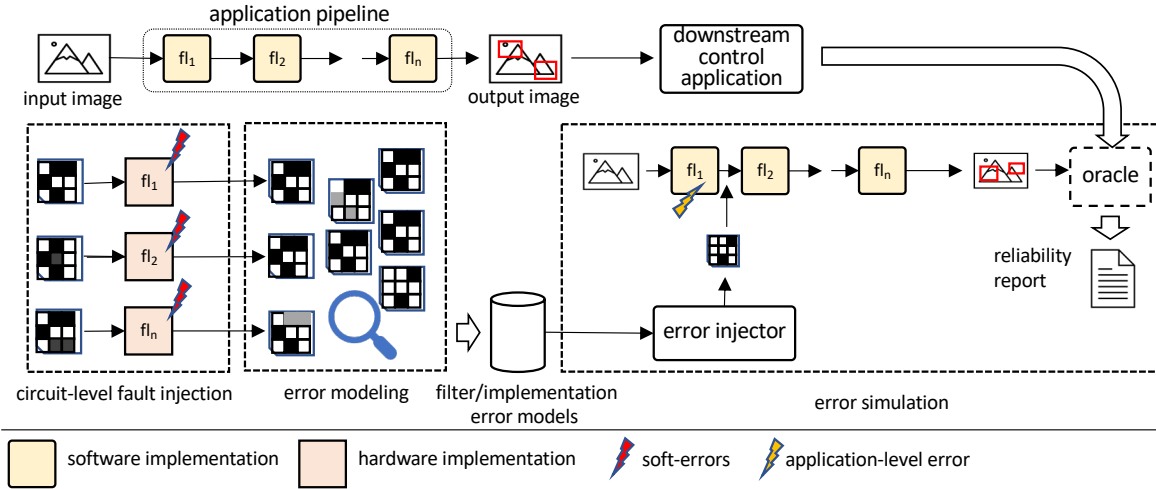 application pipeline
fl1
fl2
fln
input image
output image
downstream
control
application
fl1
fl2
fln
fl1
fl2
fln
oracle
reliability
report
error injector
circuit-level fault injection
error modeling
filter/implementation
error models
error simulation
software implementation
hardware implementation
soft-errors
application-level error